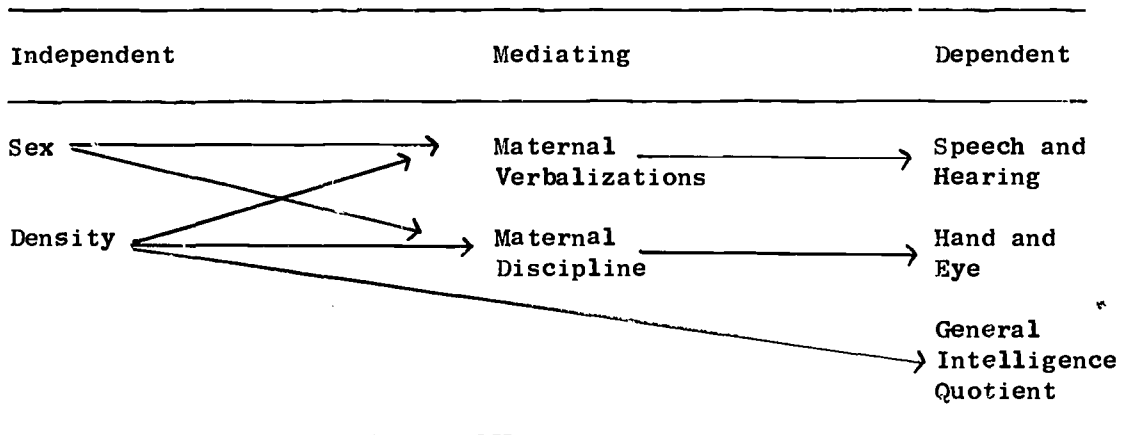 Independent Mediating Dependent
Sex Maternal Speech and
Verbalizations Hearing
Density Maternal Hand and
Discipline Eye
General
Intelligence
Quotient